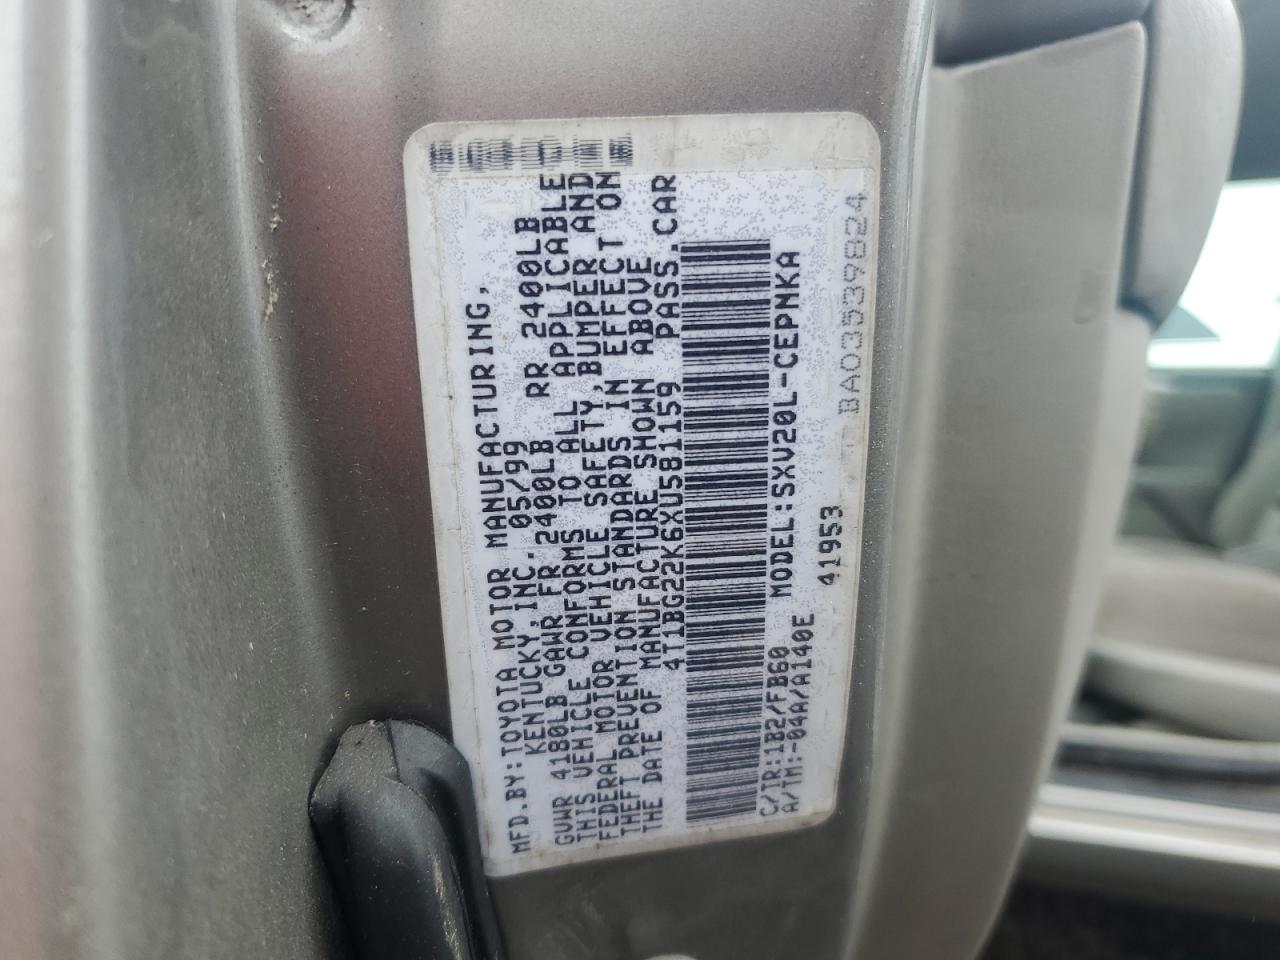 MFD.BY:TOYOTA MOTOR MANUFACTURING,
KENTUCKY,INC. 05/99
GVWR 4180LB GAWR FR 2400LB RR 2400LB
THIS VEHICLE CONFORMS TO ALL APPLICABLE
FEDERAL MOTOR VEHICLE SAFETY,BUMPER AND
THEFT PREVENTION STANDARDS IN EFFECT ON
THE DATE OF MANUFACTURE SHOWN ABOVE
4T1BG22K6XU581159 PASS.CAR
C/TR:1B2/FB60 MODEL:SXV20L-CEPNKA
A/TM:-04A/A140E 41953
BA03539824